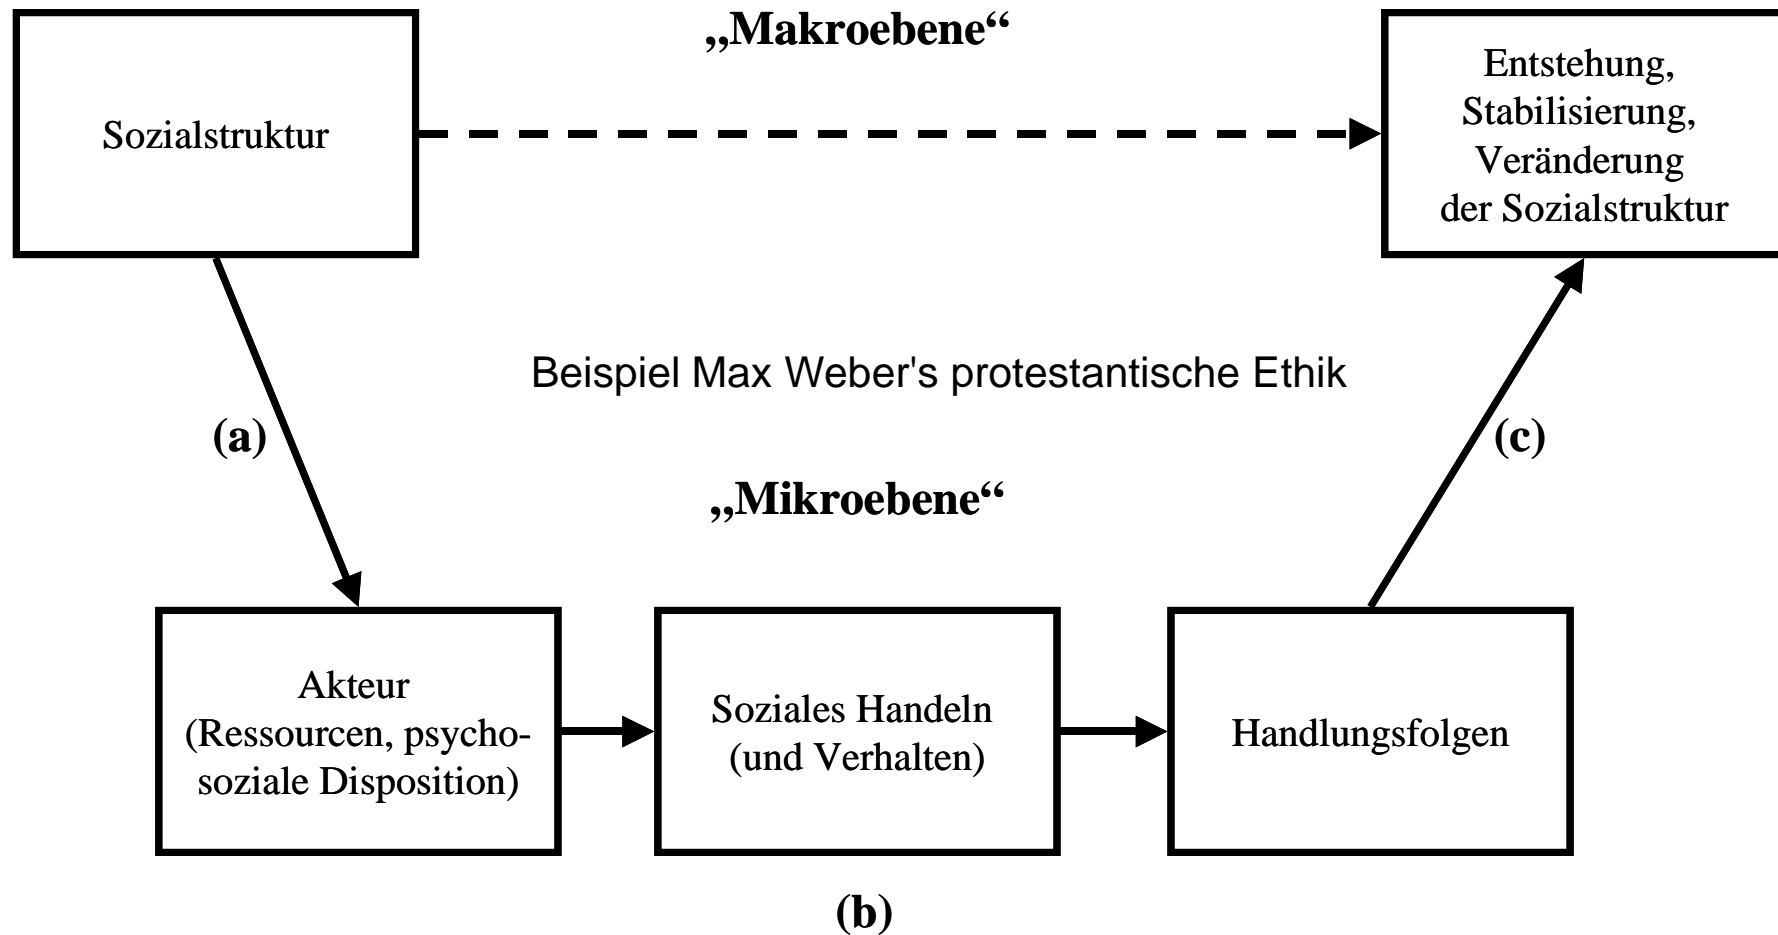 „Makroebene“
Sozialstruktur
Entstehung,
Stabilisierung,
Veränderung
der Sozialstruktur
Beispiel Max Weber's protestantische Ethik
(a)
(c)
„Mikroebene“
Akteur
(Ressourcen, psycho-
soziale Disposition)
Soziales Handeln
(und Verhalten)
Handlungsfolgen
(b)